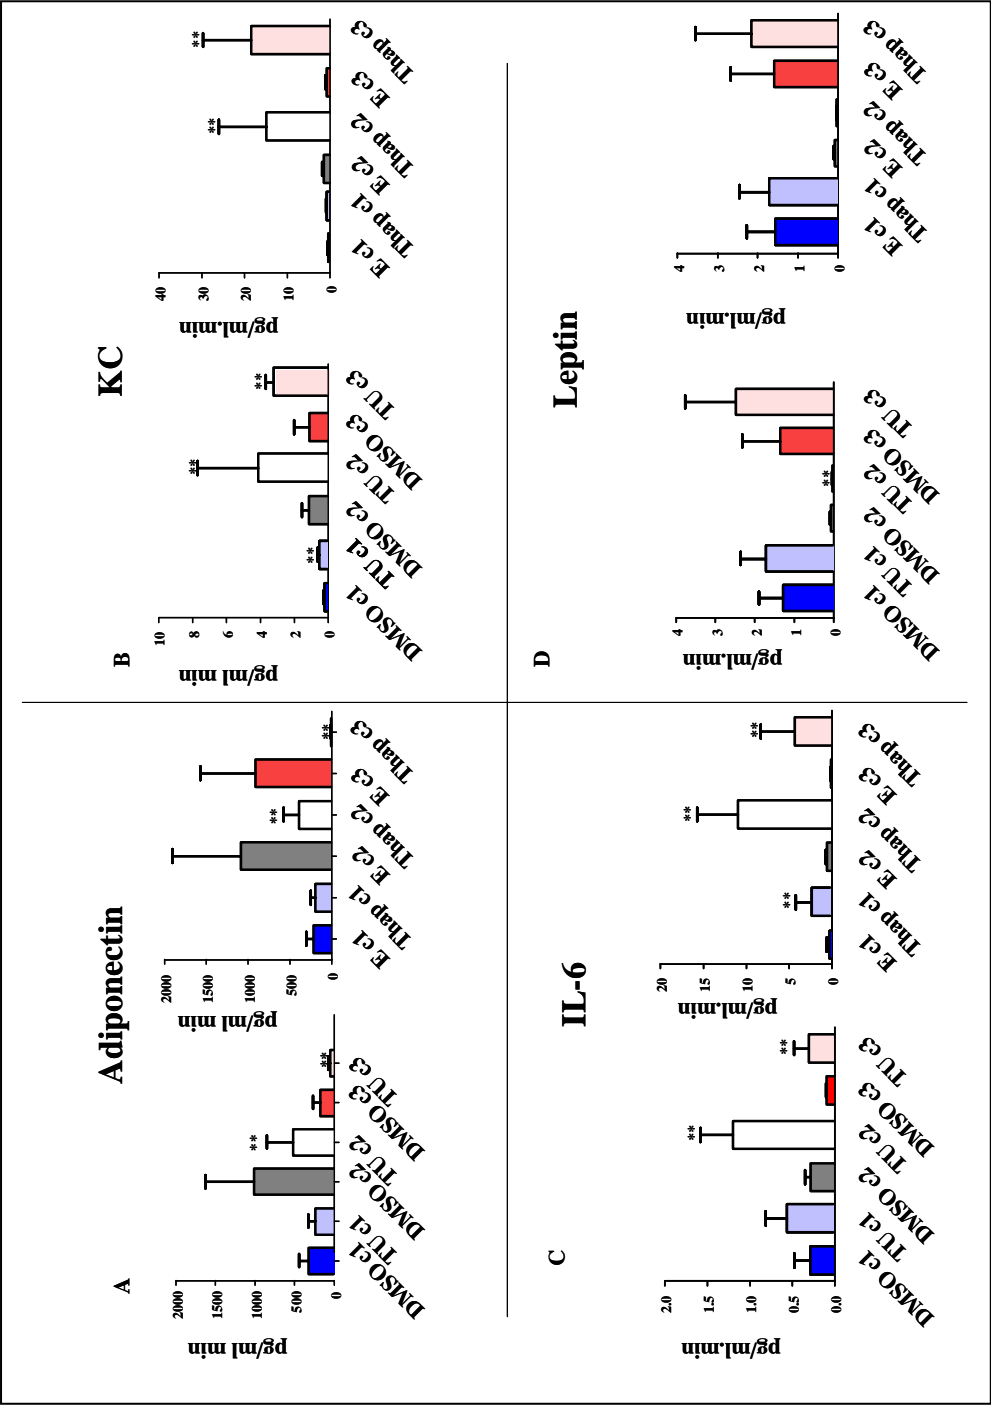 Adiponectin
A
pg/ml min
2000
1500
1000
500
0
DMSO c1
TU c1
DMSO c2
TU c2
DMSO c3
TU c3
**
**
pg/ml min
2000
1500
1000
500
0
E c1
Thap c1
E c2
Thap c2
E c3
Thap c3
**
**
KC
B
pg/ml min
10
8
6
4
2
0
DMSO c1
TU c1
DMSO c2
TU c2
DMSO c3
TU c3
**
**
**
pg/ml.min
40
30
20
10
0
E c1
Thap c1
E c2
Thap c2
E c3
Thap c3
**
**
IL-6
C
pg/ml.min
2.0
1.5
1.0
0.5
0.0
DMSO c1
TU c1
DMSO c2
TU c2
DMSO c3
TU c3
**
**
pg/ml.min
20
15
10
5
0
E c1
Thap c1
E c2
Thap c2
E c3
Thap c3
**
**
**
Leptin
D
pg/ml.min
4
3
2
1
0
DMSO c1
TU c1
DMSO c2
TU c2
DMSO c3
TU c3
**
pg/ml.min
4
3
2
1
0
E c1
Thap c1
E c2
Thap c2
E c3
Thap c3